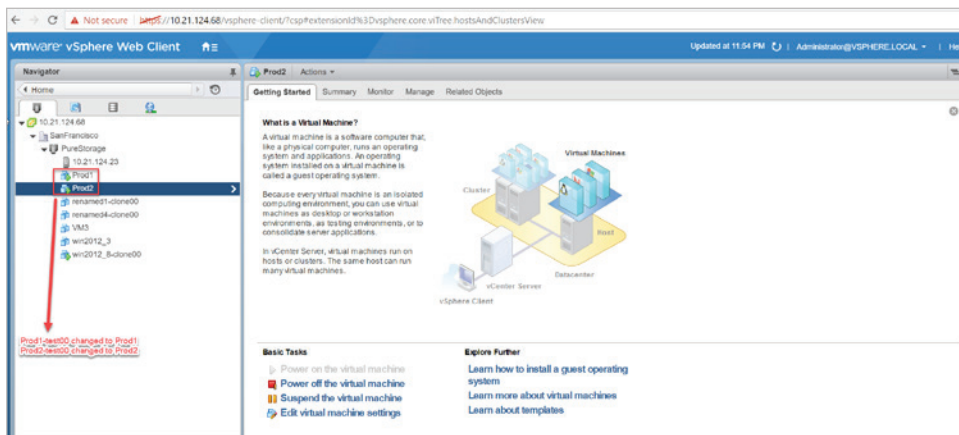 Not secure | https://10.21.124.68/vsphere-client/?csp#extensionId%3Dvsphere.core.viTree.hostsAndClustersView
vmware® vSphere Web Client
Updated at 11:54 PM | Administrator@VSPHERE.LOCAL | He
Navigator
Prod2 Actions
Home
Getting Started Summary Monitor Manage Related Objects
10.21.124.68
SanFrancisco
PureStorage
10.21.124.23
Prod1
Prod2
renamed1-clone00
renamed4-clone00
VM3
win2012_3
win2012_8-clone00
Prod1-test00 changed to Prod1
Prod2-test00 changed to Prod2
What is a Virtual Machine?
A virtual machine is a software computer that,
like a physical computer, runs an operating
system and applications. An operating
system installed on a virtual machine is
called a guest operating system.
Because every virtual machine is an isolated
computing environment, you can use virtual
machines as desktop or workstation
environments, as testing environments, or to
consolidate server applications.
In vCenter Server, virtual machines run on
hosts or clusters. The same host can run
many virtual machines.
Virtual Machines
Cluster
Host
Datacenter
vCenter Server
vSphere Client
Basic Tasks
Power on the virtual machine
Power off the virtual machine
Suspend the virtual machine
Edit virtual machine settings
Explore Further
Learn how to install a guest operating
system
Learn more about virtual machines
Learn about templates